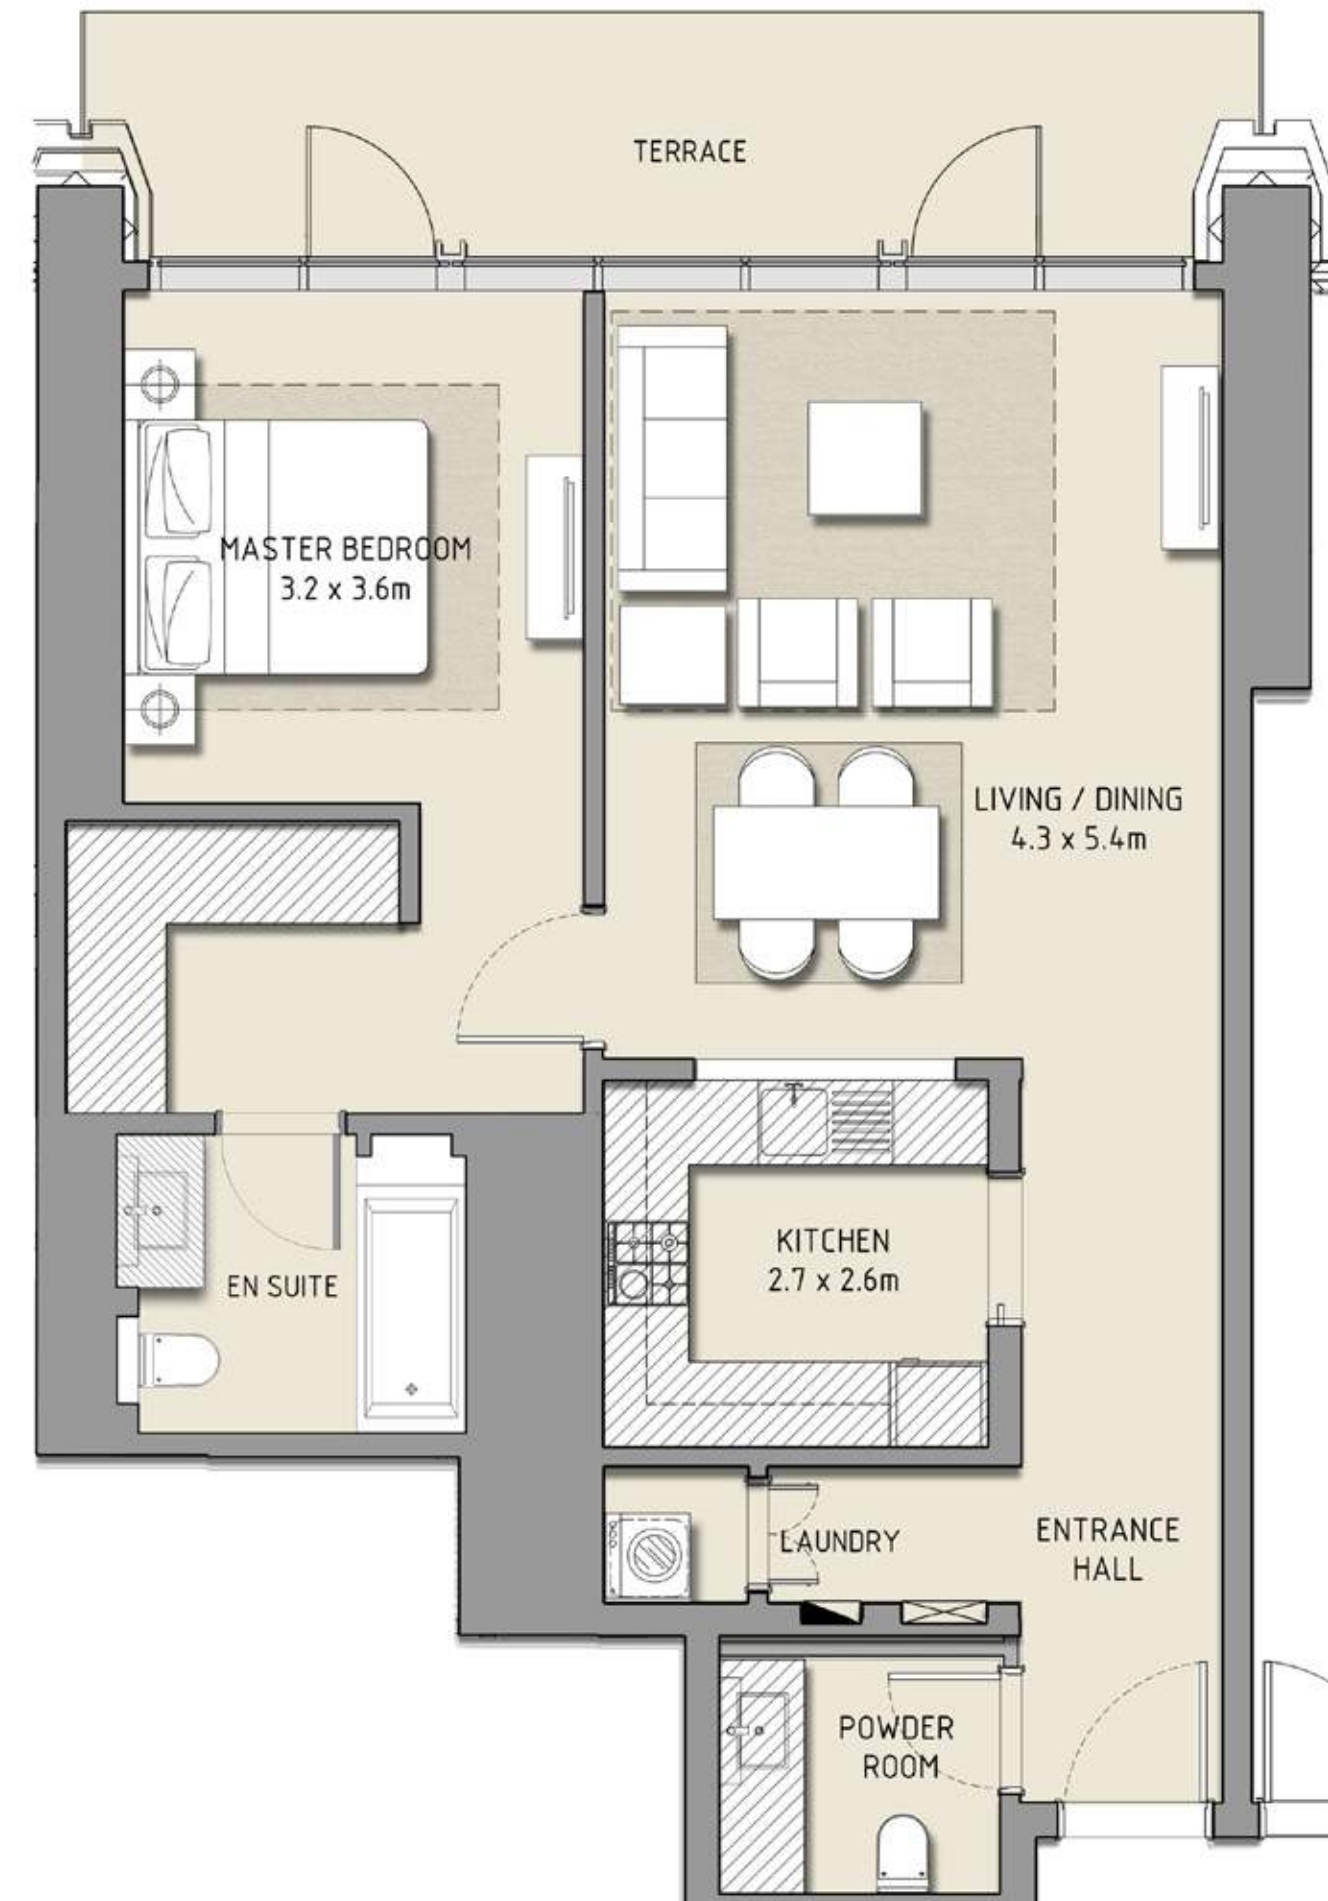 TERRACE
MASTER BEDROOM
3.2 x 3.6m
LIVING / DINING
4.3 x 5.4m
KITCHEN
2.7 x 2.6m
EN SUITE
LAUNDRY
ENTRANCE
HALL
POWDER
ROOM